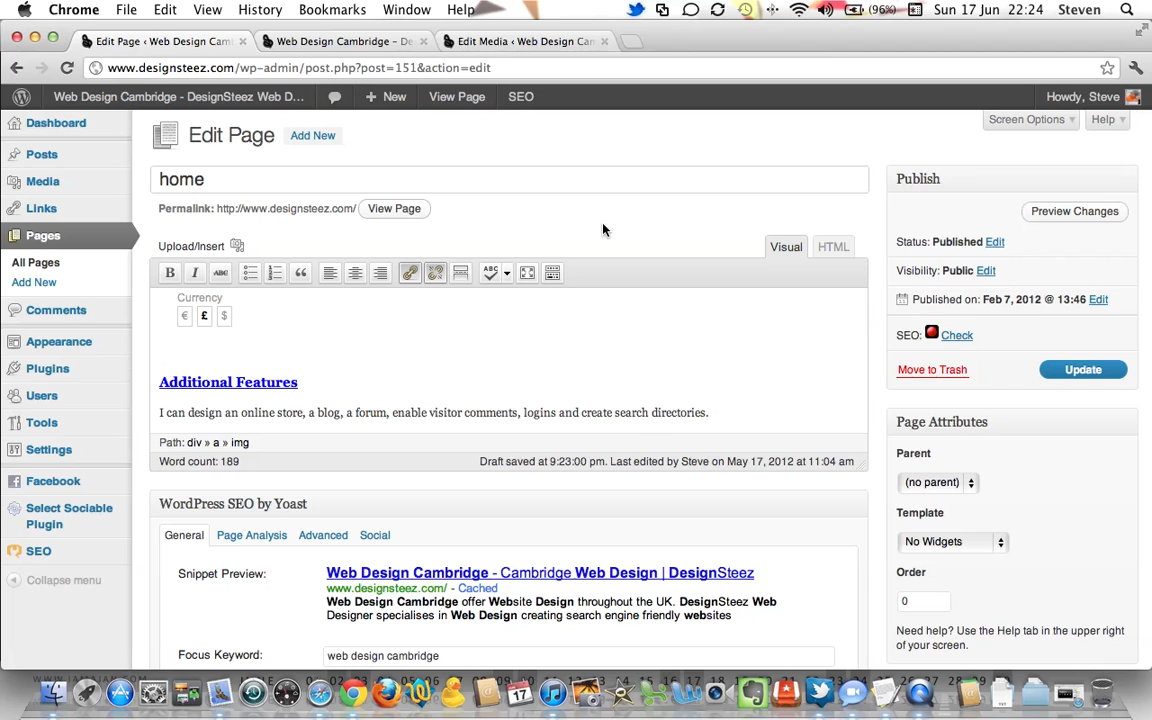 Chrome File Edit View History Bookmarks Window Help (96%) Sun 17 Jun 22:24 Steven
Edit Page ‹ Web Design Cam Web Design Cambridge – De Edit Media ‹ Web Design Can
www.designsteez.com/wp-admin/post.php?post=151&action=edit
Web Design Cambridge - DesignSteez Web D... + New View Page SEO Howdy, Steve
Dashboard
Posts
Media
Links
Pages
All Pages
Add New
Comments
Appearance
Plugins
Users
Tools
Settings
Facebook
Select Sociable
Plugin
SEO
Collapse menu
Screen Options Help
Edit Page Add New
home
Permalink: http://www.designsteez.com/ View Page
Upload/Insert Visual HTML
B I ABC ABC
Currency
€ £ $
Additional Features
I can design an online store, a blog, a forum, enable visitor comments, logins and create search directories.
Path: div » a » img
Word count: 189 Draft saved at 9:23:00 pm. Last edited by Steve on May 17, 2012 at 11:04 am
WordPress SEO by Yoast
General Page Analysis Advanced Social
Snippet Preview: Web Design Cambridge - Cambridge Web Design | DesignSteez
www.designsteez.com/ - Cached
Web Design Cambridge offer Website Design throughout the UK. DesignSteez Web
Designer specialises in Web Design creating search engine friendly websites
Focus Keyword: web design cambridge
Publish
Preview Changes
Status: Published Edit
Visibility: Public Edit
Published on: Feb 7, 2012 @ 13:46 Edit
SEO: Check
Move to Trash Update
Page Attributes
Parent
(no parent)
Template
No Widgets
Order
0
Need help? Use the Help tab in the upper right
of your screen.
17